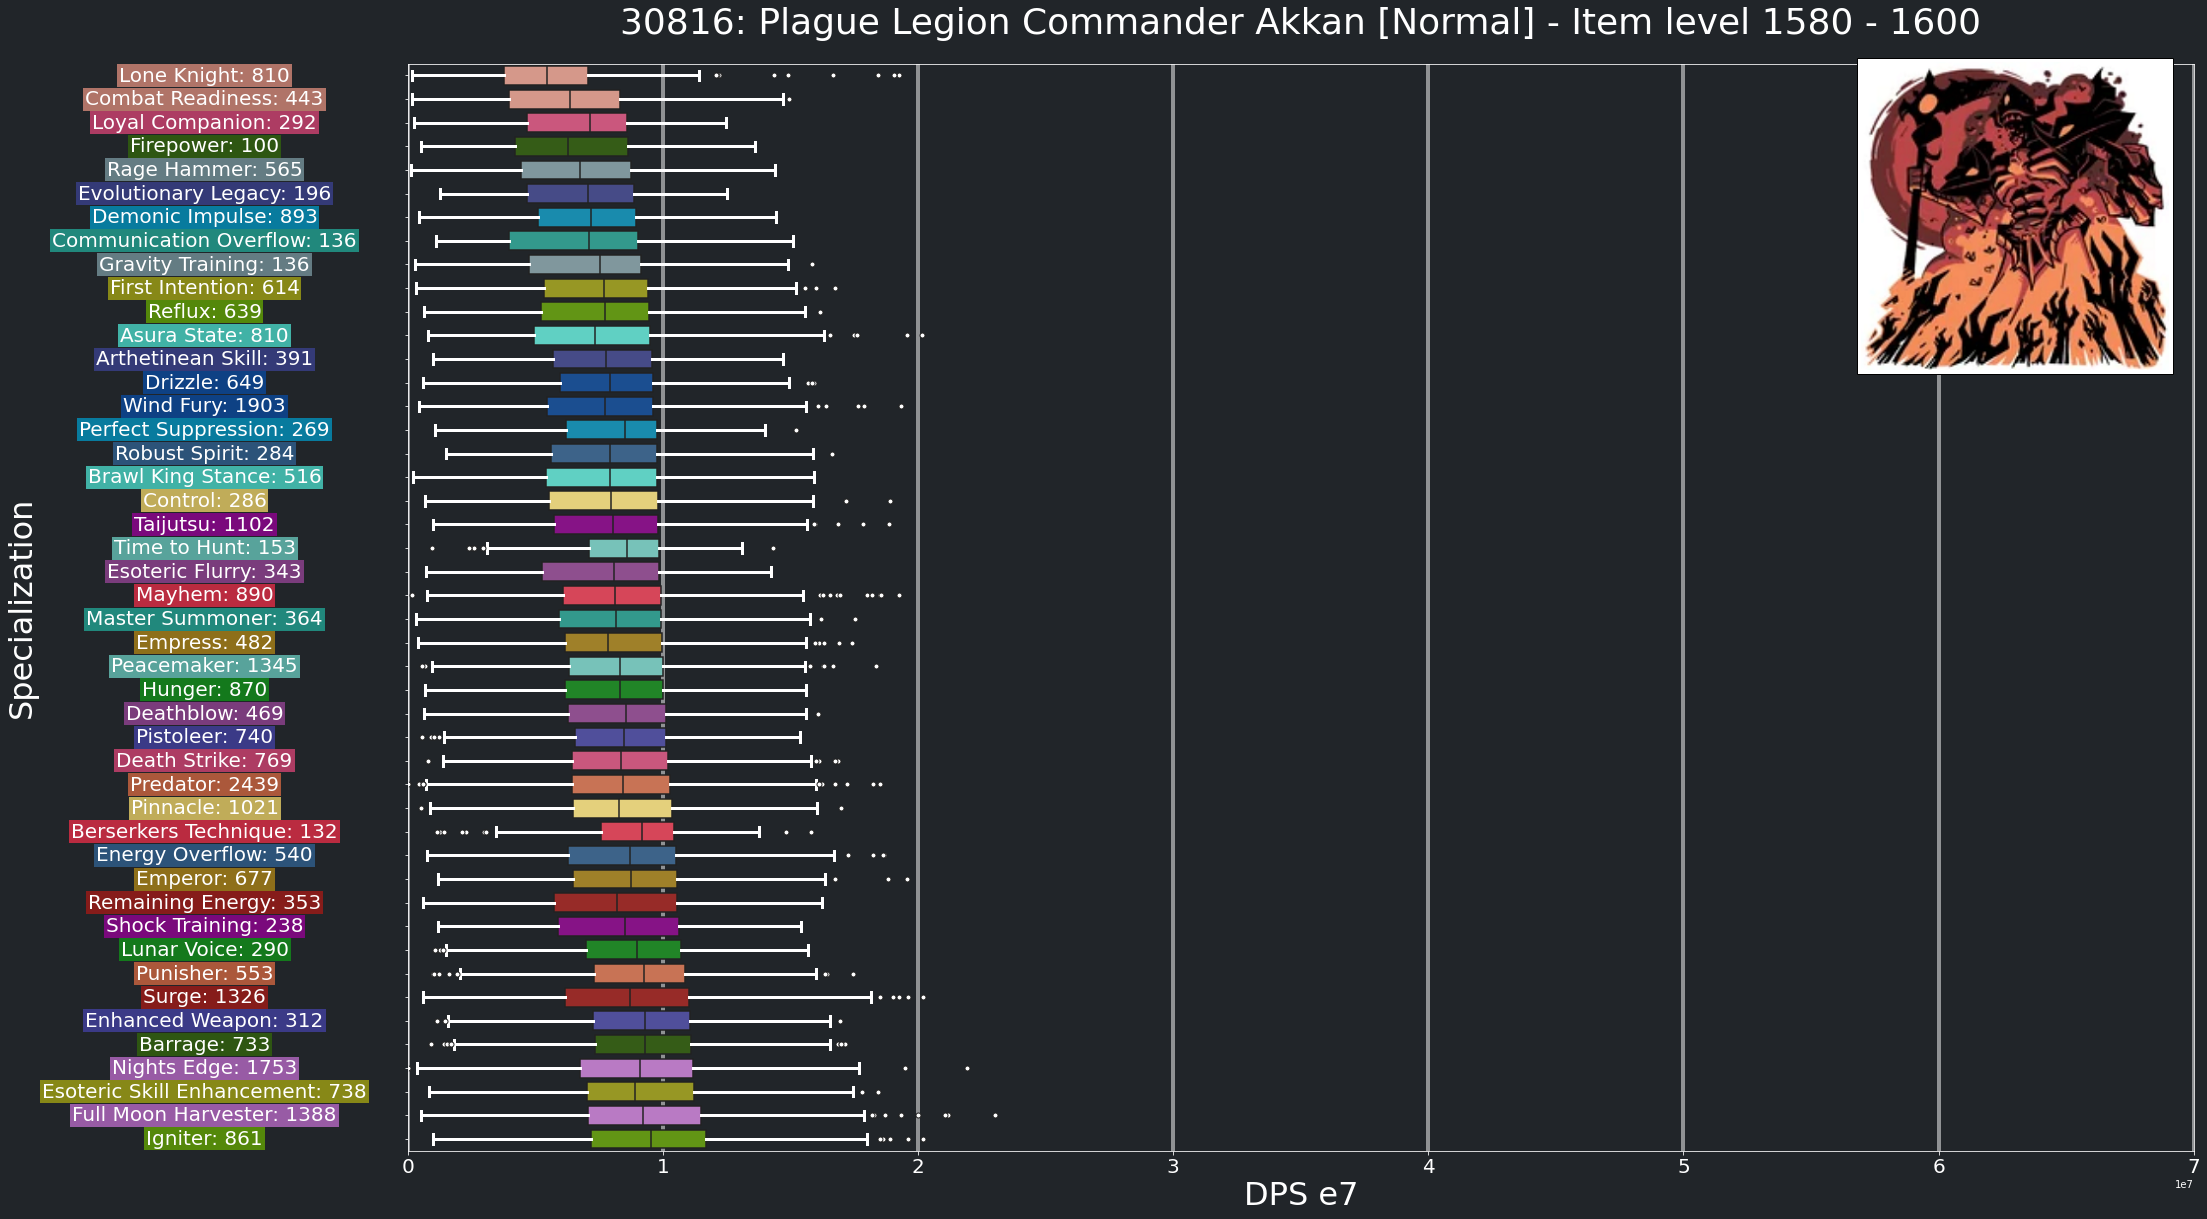 30816: Plague Legion Commander Akkan [Normal] - Item level 1580 - 1600
Lone Knight: 810
Combat Readiness: 443
Loyal Companion: 292
Firepower: 100
Rage Hammer: 565
Evolutionary Legacy: 196
Demonic Impulse: 893
Communication Overflow: 136
Gravity Training: 136
First Intention: 614
Reflux: 639
Asura State: 810
Arthetinean Skill: 391
Drizzle: 649
Wind Fury: 1903
Perfect Suppression: 269
Robust Spirit: 284
Brawl King Stance: 516
Control: 286
Taijutsu: 1102
Time to Hunt: 153
Esoteric Flurry: 343
Mayhem: 890
Master Summoner: 364
Empress: 482
Peacemaker: 1345
Hunger: 870
Deathblow: 469
Pistoleer: 740
Death Strike: 769
Predator: 2439
Pinnacle: 1021
Berserkers Technique: 132
Energy Overflow: 540
Emperor: 677
Remaining Energy: 353
Shock Training: 238
Lunar Voice: 290
Punisher: 553
Surge: 1326
Enhanced Weapon: 312
Barrage: 733
Nights Edge: 1753
Esoteric Skill Enhancement: 738
Full Moon Harvester: 1388
Igniter: 861
Specialization
0 1 2 3 4 5 6 7
1e7
DPS e7